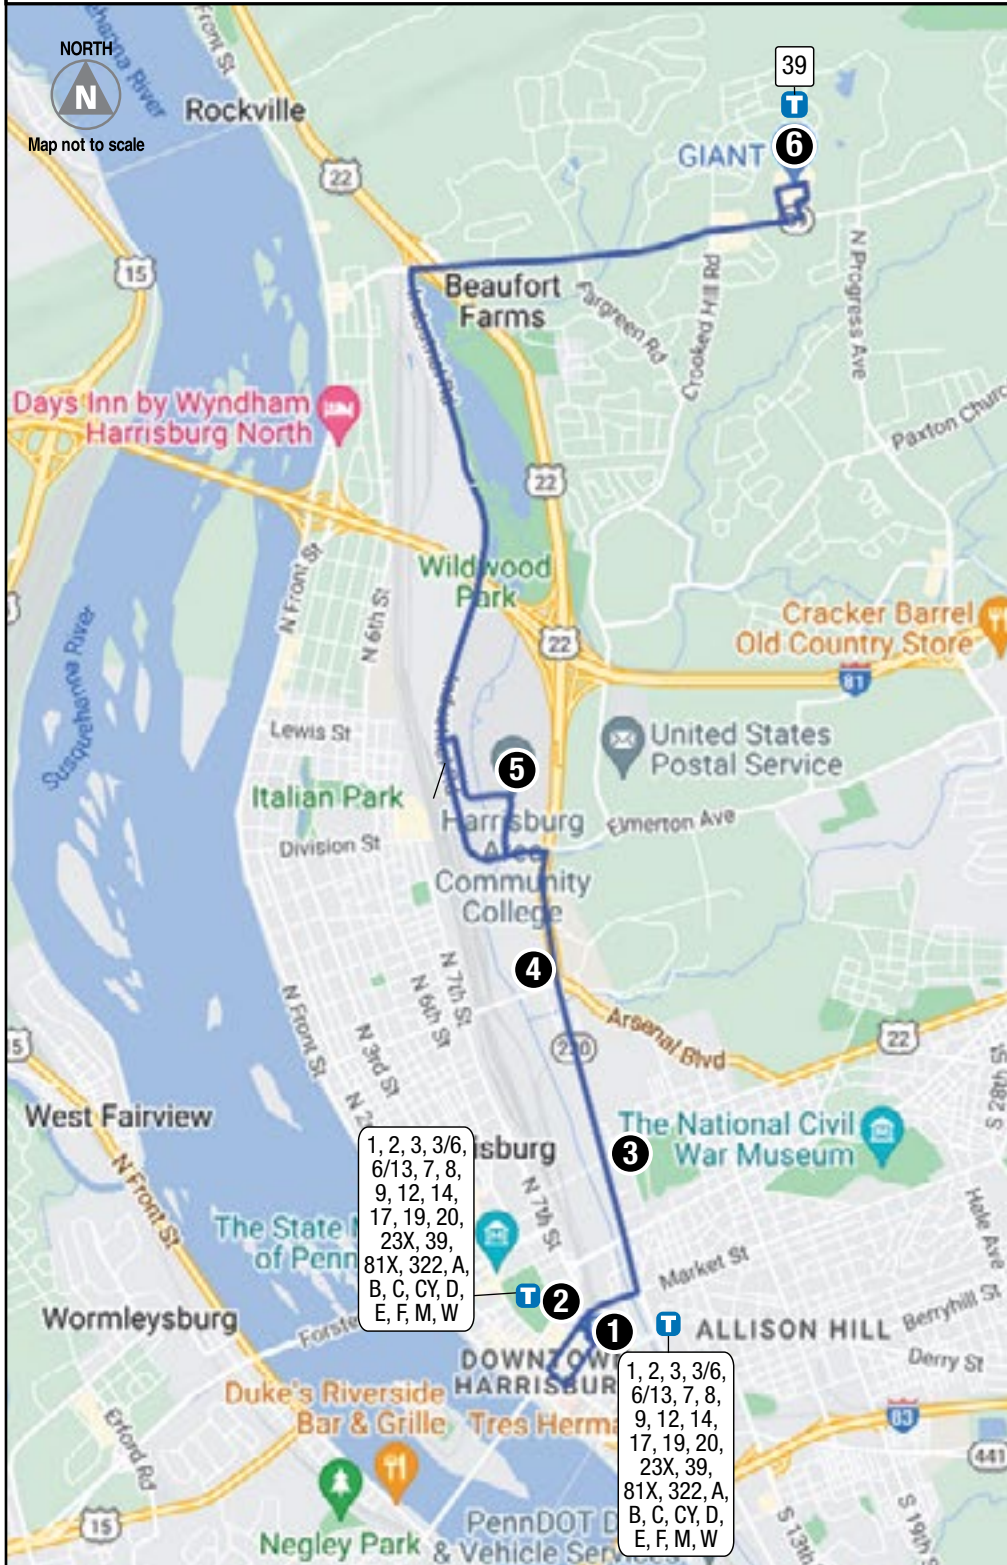 NORTH
N
Map not to scale
Front St
River
Rockville
22
39
T
6
GIANT
15
Beaufort
Farms
Fargreen Rd
Crooked Hill Rd
N Progress Ave
Days Inn by Wyndham
Harrisburg North
Paxton Church
22
N Front St
N 6th St
Wildwood
Park
Susquehanna River
22
Cracker Barrel
Old Country Store
81
Lewis St
United States
Postal Service
5
Italian Park
Division St
Harrisburg
Area
Community
College
Elmerton Ave
4
N 7th St
N 6th St
N Front St
N 3rd St
Arsenal Blvd
22
15
230
S 28th St
West Fairview
N Front St
The National Civil
War Museum
3
isburg
1, 2, 3, 3/6,
6/13, 7, 8,
9, 12, 14,
17, 19, 20,
23X, 39,
81X, 322, A,
B, C, CY, D,
E, F, M, W
N 7th St
Hale Ave
The State
of Penn
Market St
T
2
Wormleysburg
Forster
1
T
ALLISON HILL
Berryhill St
Derry St
DOWNTOWN
HARRISBUR
1, 2, 3, 3/6,
6/13, 7, 8,
9, 12, 14,
17, 19, 20,
23X, 39,
81X, 322, A,
B, C, CY, D,
E, F, M, W
Duke's Riverside
Bar & Grille
Tres Herma
83
441
Erford Rd
15
Negley Park
PennDOT D
& Vehicle Services
S 13th
S 19th